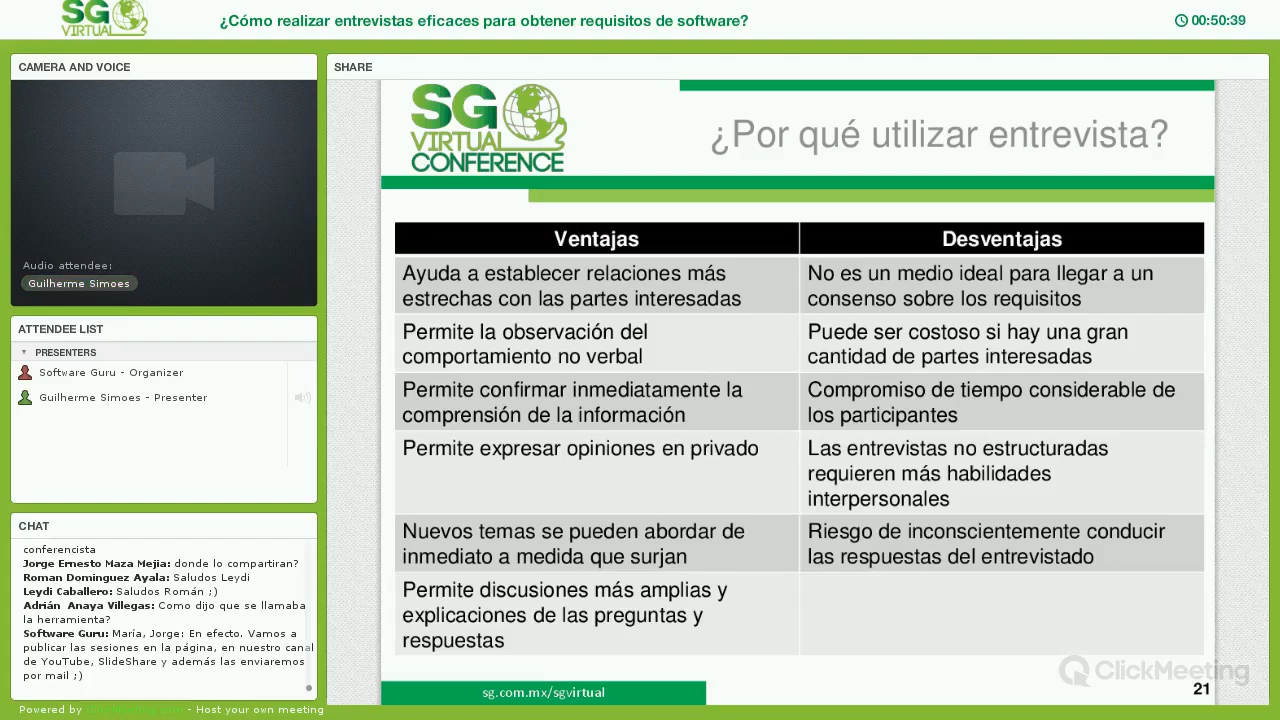 SG
VIRTUAL
¿Cómo realizar entrevistas eficaces para obtener requisitos de software?
00:50:39
CAMERA AND VOICE
Audio attendee:
Guilherme Simoes
ATTENDEE LIST
PRESENTERS
Software Guru - Organizer
Guilherme Simoes - Presenter
CHAT
conferencista
Jorge Ernesto Maza Mejia: donde lo compartiran?
Roman Dominguez Ayala: Saludos Leydi
Leydi Caballero: Saludos Román ;)
Adrián Anaya Villegas: Como dijo que se llamaba
la herramienta?
Software Guru: María, Jorge: En efecto. Vamos a
publicar las sesiones en la página, en nuestro canal
de YouTube, SlideShare y además las enviaremos
por mail ;)
Powered by
- Host your own meeting
SHARE
SG
VIRTUAL
CONFERENCE
¿Por qué utilizar entrevista?
Ventajas
Desventajas
Ayuda a establecer relaciones más
estrechas con las partes interesadas
No es un medio ideal para llegar a un
consenso sobre los requisitos
Permite la observación del
comportamiento no verbal
Puede ser costoso si hay una gran
cantidad de partes interesadas
Permite confirmar inmediatamente la
comprensión de la información
Compromiso de tiempo considerable de
los participantes
Permite expresar opiniones en privado
Las entrevistas no estructuradas
requieren más habilidades
interpersonales
Nuevos temas se pueden abordar de
inmediato a medida que surjan
Riesgo de inconscientemente conducir
las respuestas del entrevistado
Permite discusiones más amplias y
explicaciones de las preguntas y
respuestas
ClickMeeting
sg.com.mx/sgvirtual
21